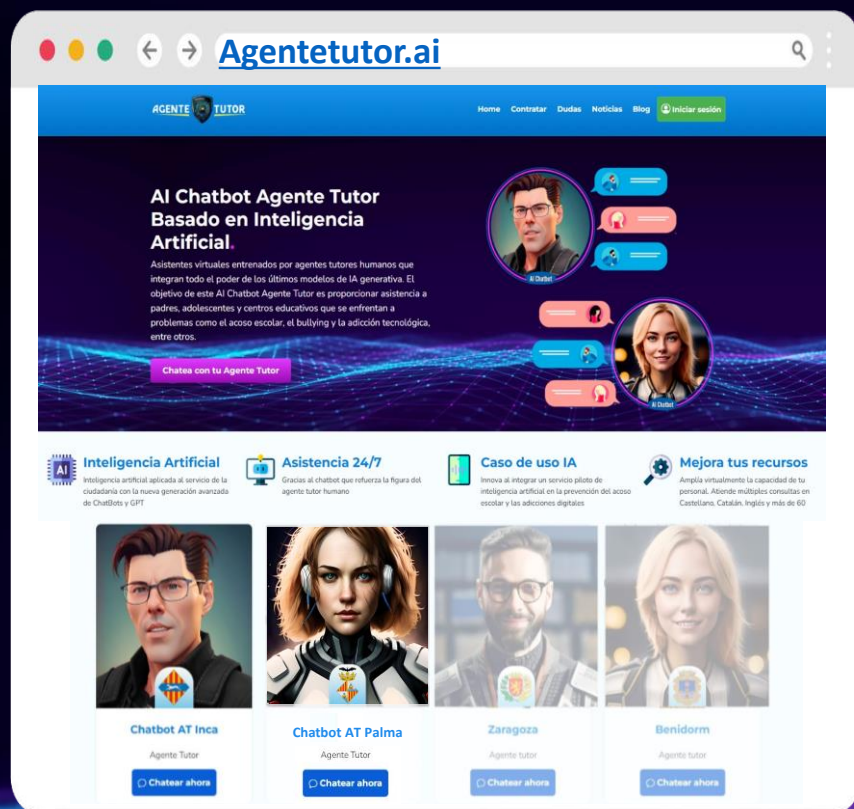 Agentetutor.ai
AGENTE TUTOR
Home Contratar Dudas Noticias Blog Iniciar sesión
AI Chatbot Agente Tutor
Basado en Inteligencia
Artificial.
Asistentes virtuales entrenados por agentes tutores humanos que
integran todo el poder de los últimos modelos de IA generativa. El
objetivo de este AI Chatbot Agente Tutor es proporcionar asistencia a
padres, adolescentes y centros educativos que se enfrentan a
problemas como el acoso escolar, el bullying y la adicción tecnológica,
entre otros.
Chatea con tu Agente Tutor
AI Chatbot
AI Chatbot
AI
Inteligencia Artificial
Inteligencia artificial aplicada al servicio de la
ciudadanía con la nueva generación avanzada
de ChatBots y GPT
Asistencia 24/7
Gracias al chatbot que refuerza la figura del
agente tutor humano
Caso de uso IA
Innova al integrar un servicio piloto de
inteligencia artificial en la prevención del acoso
escolar y las adicciones digitales
Mejora tus recursos
Amplía virtualmente la capacidad de tu
personal. Atiende múltiples consultas en
Castellano, Catalán, Inglés y más de 60
Chatbot AT Inca
Agente Tutor
Chatear ahora
Chatbot AT Palma
Agente Tutor
Chatear ahora
Zaragoza
Agente tutor
Chatear ahora
Benidorm
Agente tutor
Chatear ahora